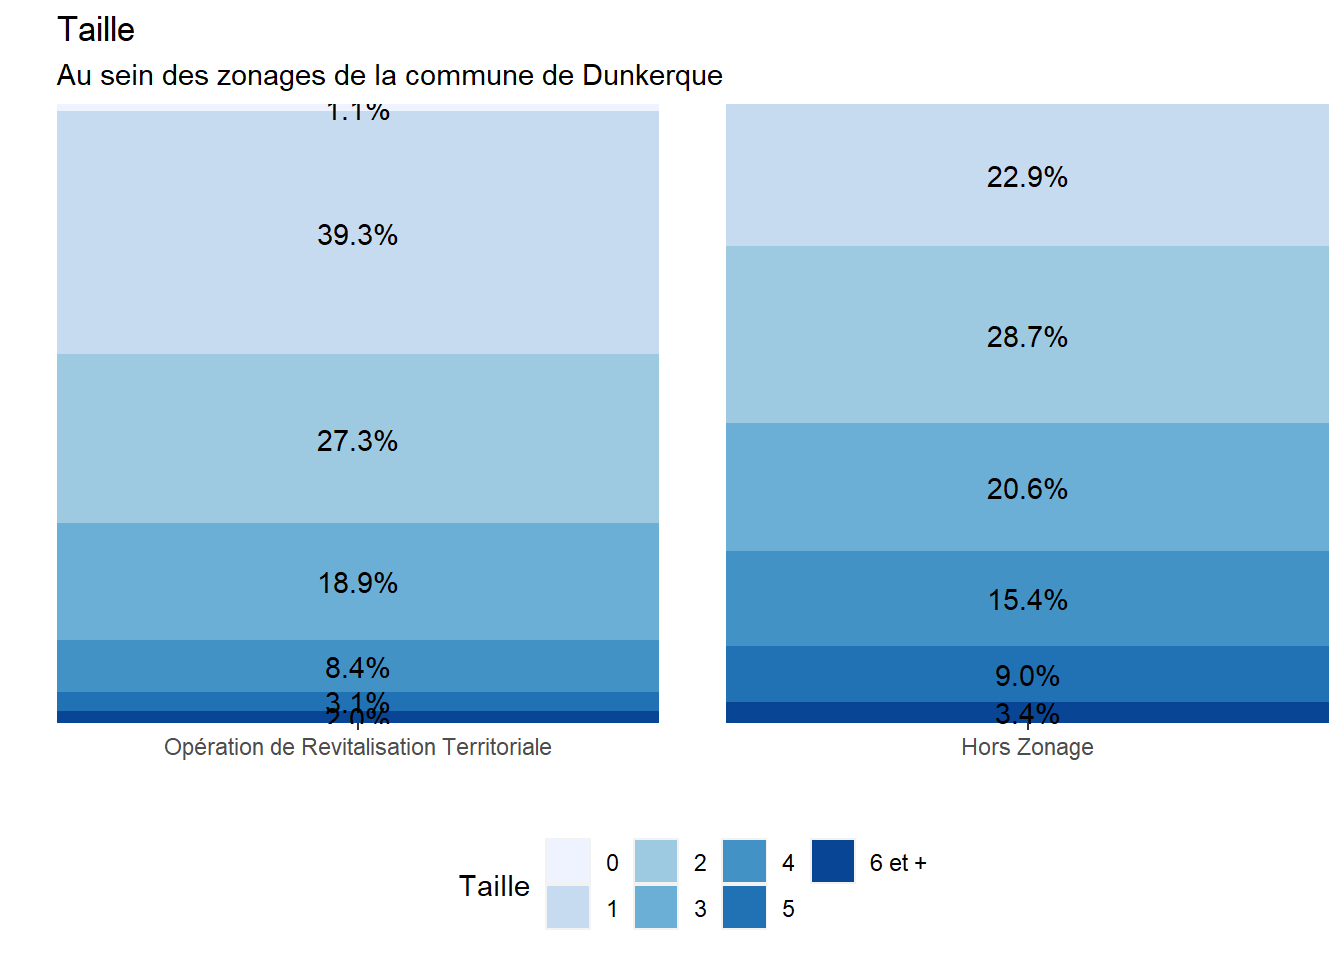 Taille
Au sein des zonages de la commune de Dunkerque
1.1%
39.3%
27.3%
18.9%
8.4%
3.1%
2.0%
22.9%
28.7%
20.6%
15.4%
9.0%
3.4%
Opération de Revitalisation Territoriale
Hors Zonage
Taille
0 2 4 6 et +
1 3 5